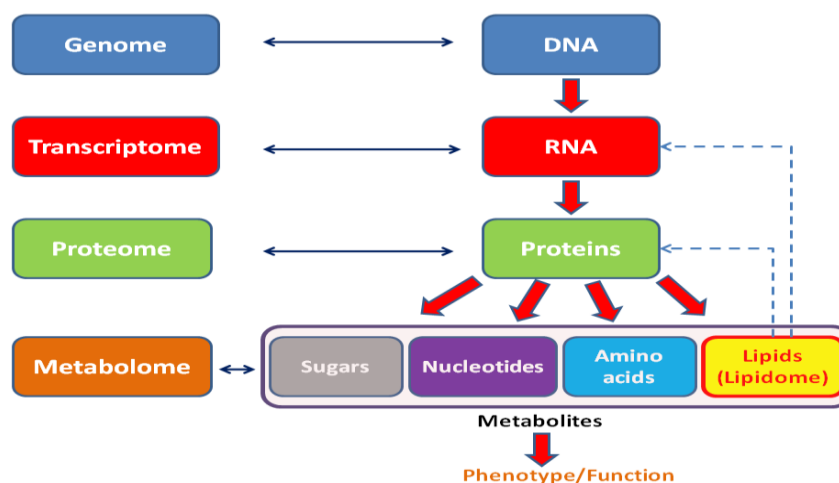 Genome
DNA
Transcriptome
RNA
Proteome
Proteins
Metabolome
Sugars
Nucleotides
Amino
acids
Lipids
(Lipidome)
Metabolites
Phenotype/Function